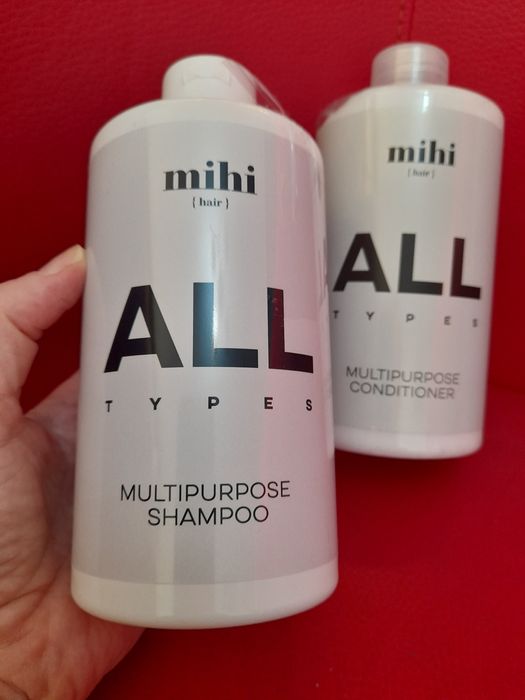 mihi
{ hair }
ALL
TYPES
MULTIPURPOSE
SHAMPOO
mihi
{ hair }
ALL
TYPES
MULTIPURPOSE
CONDITIONER